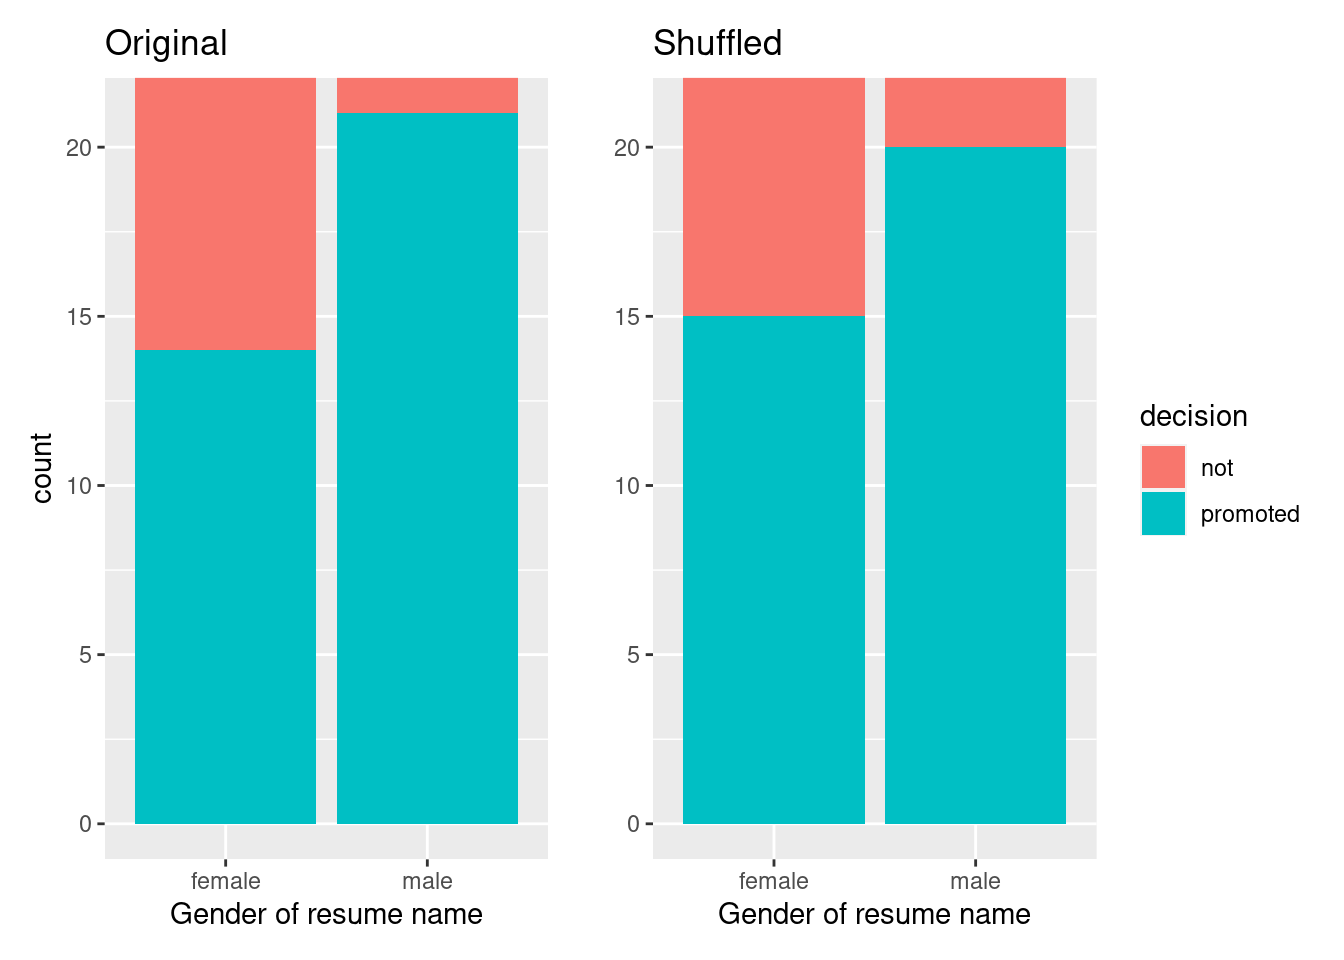 Original
count
20
15
10
5
0
female male
Gender of resume name
Shuffled
20
15
10
5
0
female male
Gender of resume name
decision
not
promoted